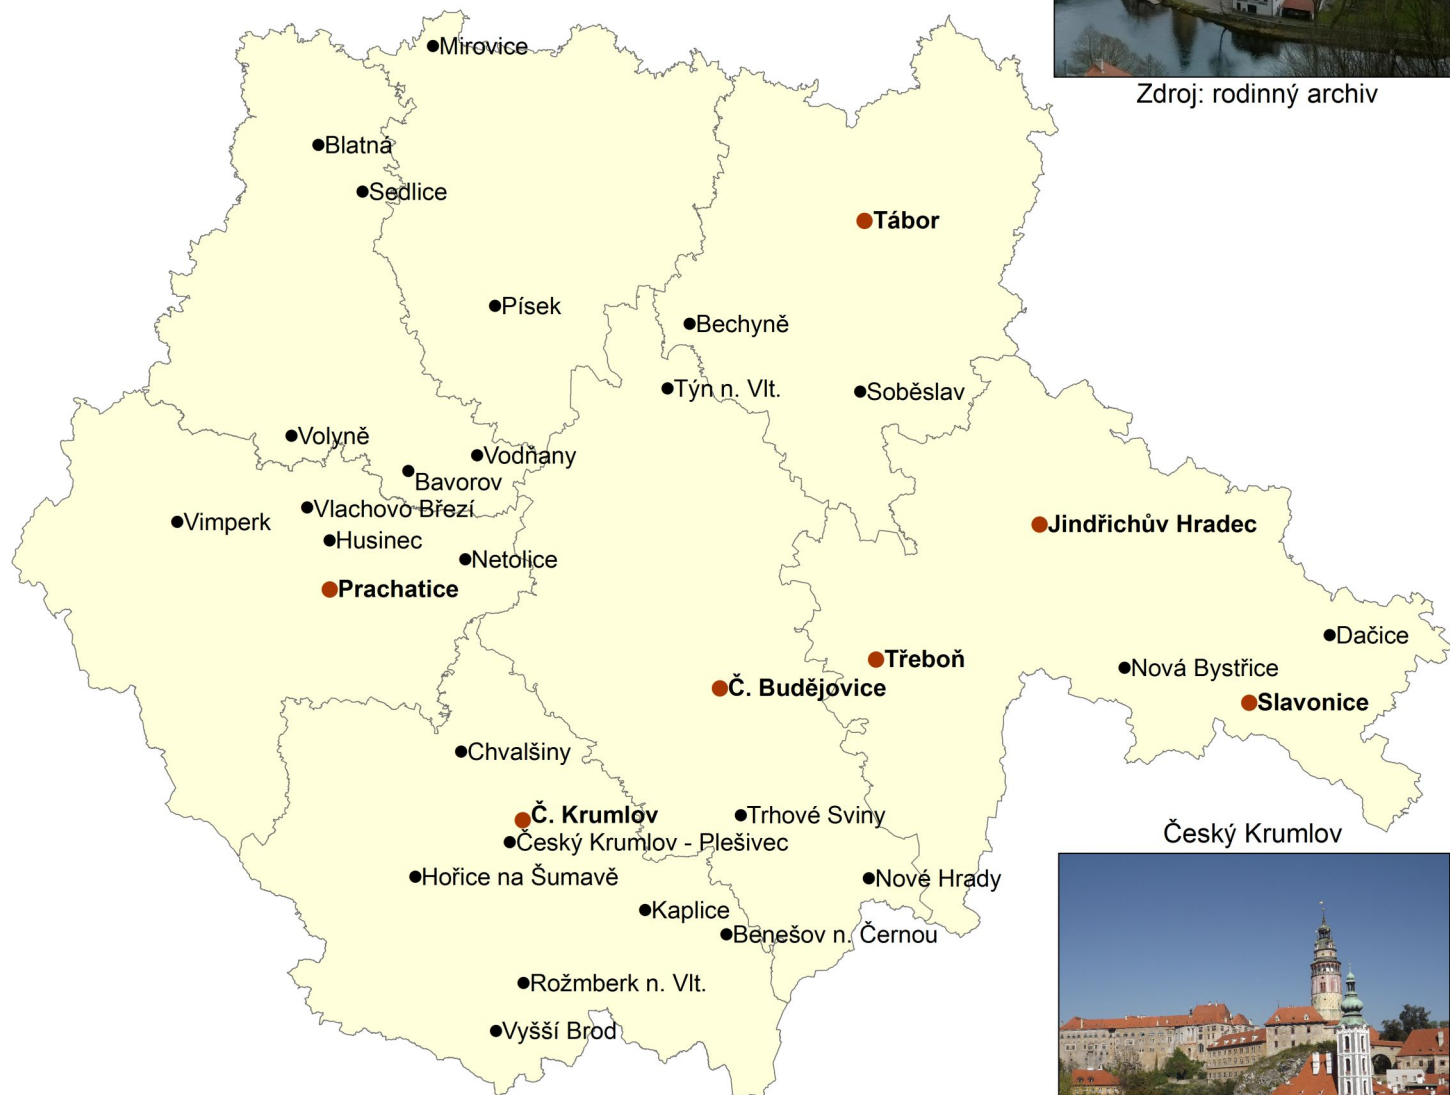 Zdroj: rodinný archiv
Mirovice
Blatná
Sedlice
Tábor
Písek
Bechyně
Týn n. Vlt.
Soběslav
Volyně
Vodňany
Bavorov
Vlachovo Březí
Vimperk
Jindřichův Hradec
Husinec
Netolice
Prachatice
Dačice
Třeboň
Nová Bystřice
Č. Budějovice
Slavonice
Chvalšiny
Č. Krumlov
Trhové Sviny
Český Krumlov
Český Krumlov - Plešivec
Hořice na Šumavě
Nové Hrady
Kaplice
Benešov n. Černou
Rožmberk n. Vlt.
Vyšší Brod